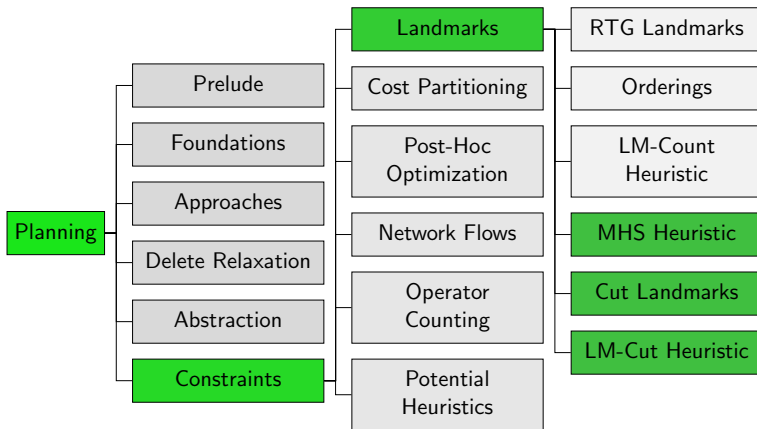 Planning
Prelude
Foundations
Approaches
Delete Relaxation
Abstraction
Constraints
Landmarks
Cost Partitioning
Post-Hoc
Optimization
Network Flows
Operator
Counting
Potential
Heuristics
RTG Landmarks
Orderings
LM-Count
Heuristic
MHS Heuristic
Cut Landmarks
LM-Cut Heuristic